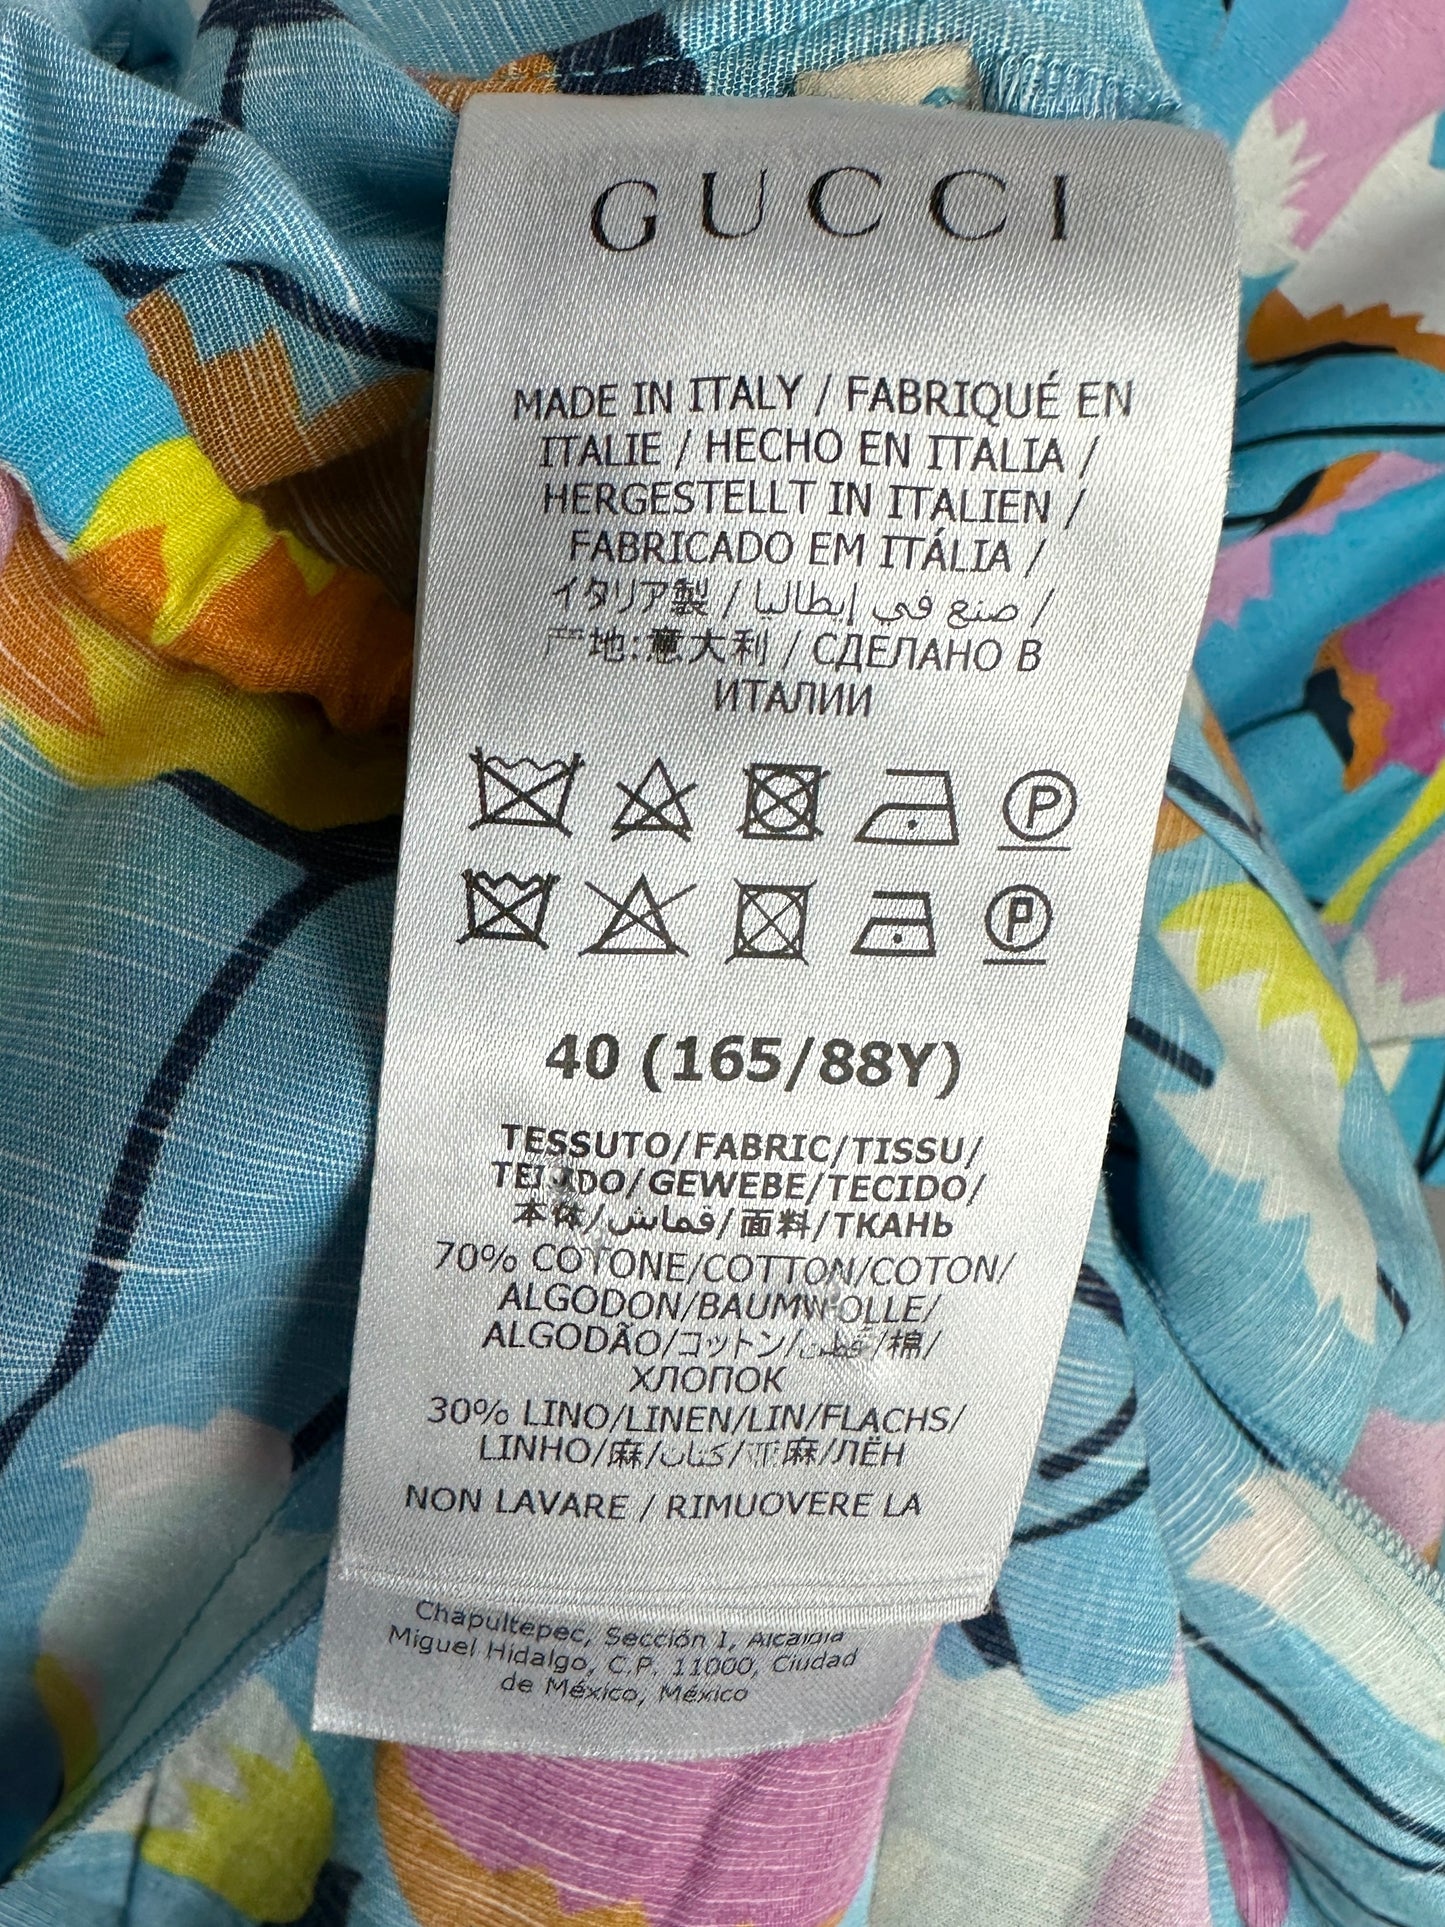 GUCCI
MADE IN ITALY / FABRIQUÉ EN
ITALIE / HECHO EN ITALIA /
HERGESTELLT IN ITALIEN /
FABRICADO EM ITÁLIA /
イタリア製 / صنع في إيطاليا /
产地:意大利 / СДЕЛАНО В
ИТАЛИИ
P
P
40 (165/88Y)
TESSUTO/FABRIC/TISSU/
GEWEBE/TECIDO/
本体/قماش/面料/ТКАНЬ
70% COTONE/COTTON/COTON/
ALGODON/BAUMWOLLE/
ALGODÃO/コットン/قطن/棉/
ХЛОПОК
30% LINO/LINEN/LIN/FLACHS/
LINHO/麻/كتان/亚麻/ЛЁН
NON LAVARE / RIMUOVERE LA
Chapultepec, Sección I, Alcaldía
Miguel Hidalgo, C.P. 11000, Ciudad
de México, México